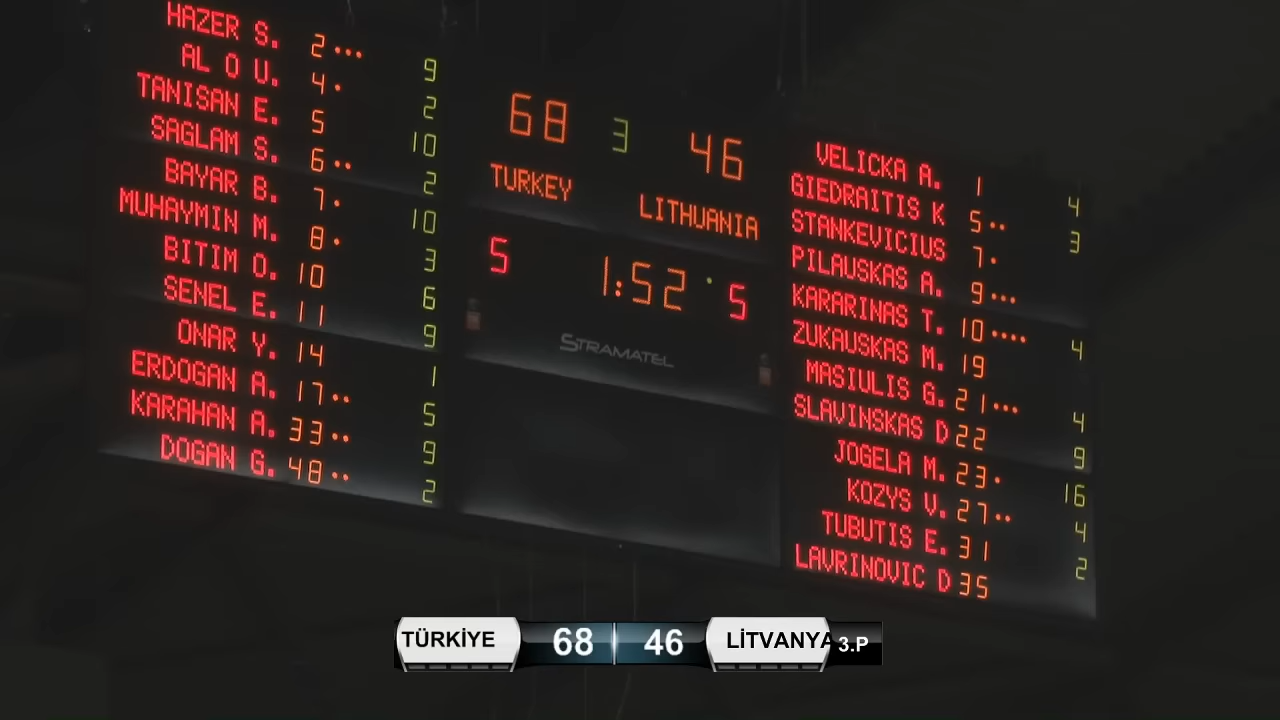 HAZER S. 2 ••• 9
AL O U. 4 • 2
TANISAN E. 5 10
SAGLAM S. 6 •• 2
BAYAR B. 7 • 10
MUHAYMIN M. 8 • 3
BITIM O. 10 6
SENEL E. 11 9
ONAR Y. 14 1
ERDOGAN A. 17 •• 5
KARAHAN A. 33 •• 9
DOGAN G. 48 •• 2
68 3 46
TURKEY LITHUANIA
5 1:52 5
STRAMATEL
VELICKA A. 1 4
GIEDRAITIS K 5 •• 3
STANKEVICIUS 7 •
PILAUSKAS A. 9 •••
KARARINAS T. 10 •••• 4
ZUKAUSKAS M. 19
MASIULIS G. 21 ••• 4
SLAVINSKAS D 22 9
JOGELA M. 23 • 16
KOZYS V. 27 •• 4
TUBUTIS E. 31 2
LAVRINOVIC D 35
TÜRKİYE 68 46 LİTVANYA 3.P